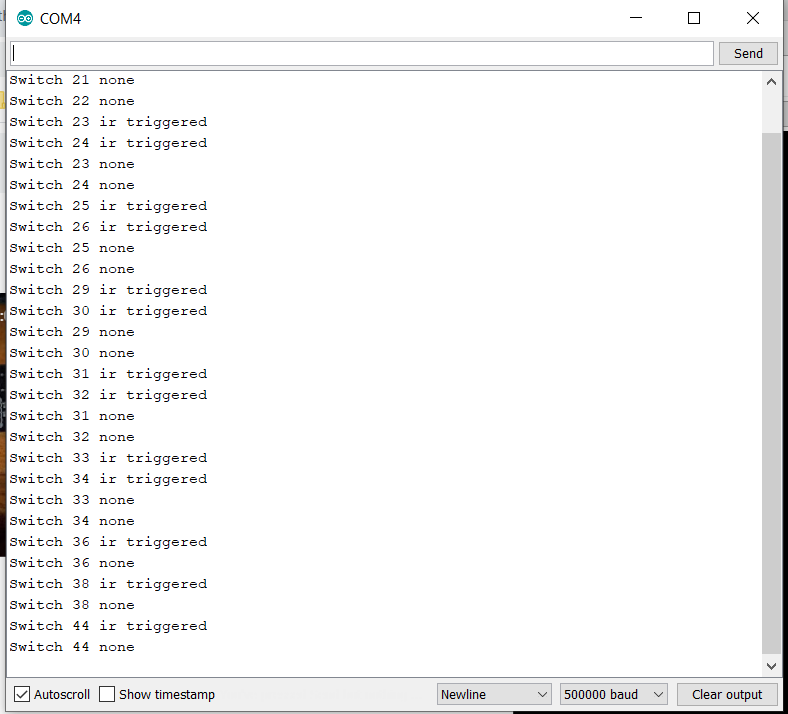 COM4
Send
Switch 21 none
Switch 22 none
Switch 23 ir triggered
Switch 24 ir triggered
Switch 23 none
Switch 24 none
Switch 25 ir triggered
Switch 26 ir triggered
Switch 25 none
Switch 26 none
Switch 29 ir triggered
Switch 30 ir triggered
Switch 29 none
Switch 30 none
Switch 31 ir triggered
Switch 32 ir triggered
Switch 31 none
Switch 32 none
Switch 33 ir triggered
Switch 34 ir triggered
Switch 33 none
Switch 34 none
Switch 36 ir triggered
Switch 36 none
Switch 38 ir triggered
Switch 38 none
Switch 44 ir triggered
Switch 44 none
Autoscroll Show timestamp Newline 500000 baud Clear output